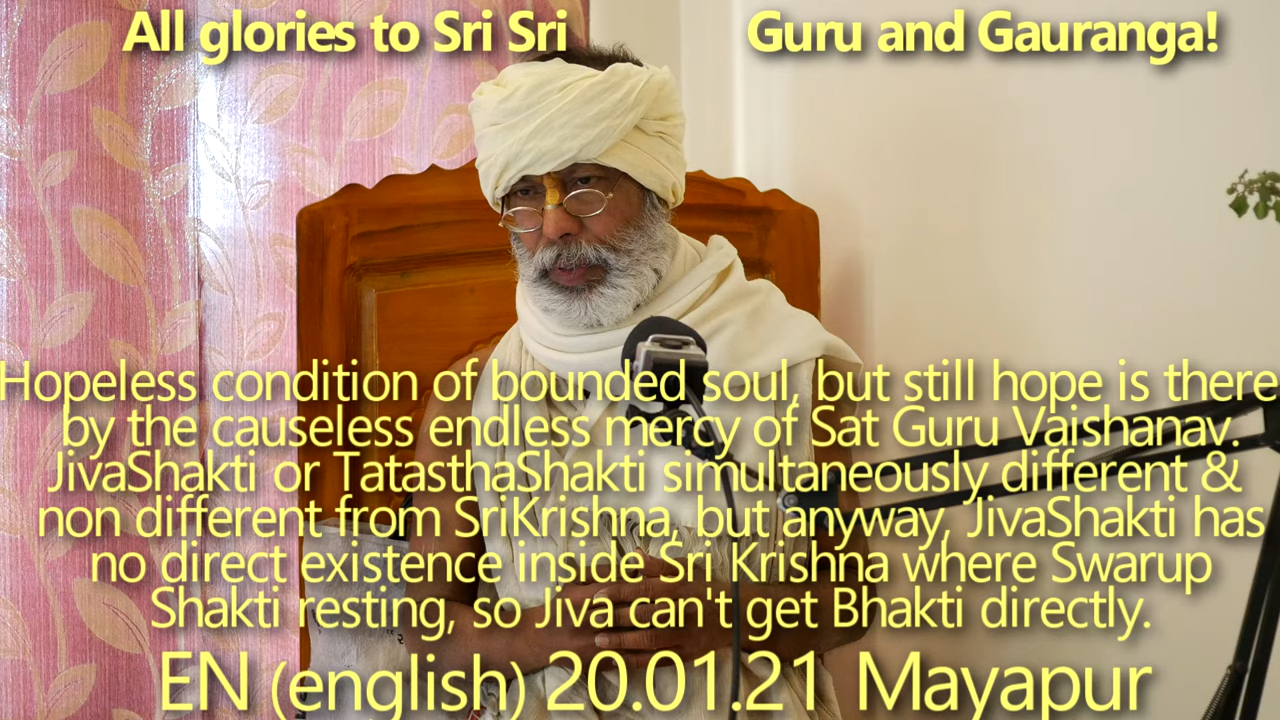 All glories to Sri Sri Guru and Gauranga!
Hopeless condition of bounded soul, but still hope is there
by the causeless endless mercy of Sat Guru Vaishanav.
JivaShakti or TatasthaShakti simultaneously different &
non different from SriKrishna, but anyway, JivaShakti has
no direct existence inside Sri Krishna where Swarup
Shakti resting, so Jiva can't get Bhakti directly.
EN (english) 20.01.21 Mayapur